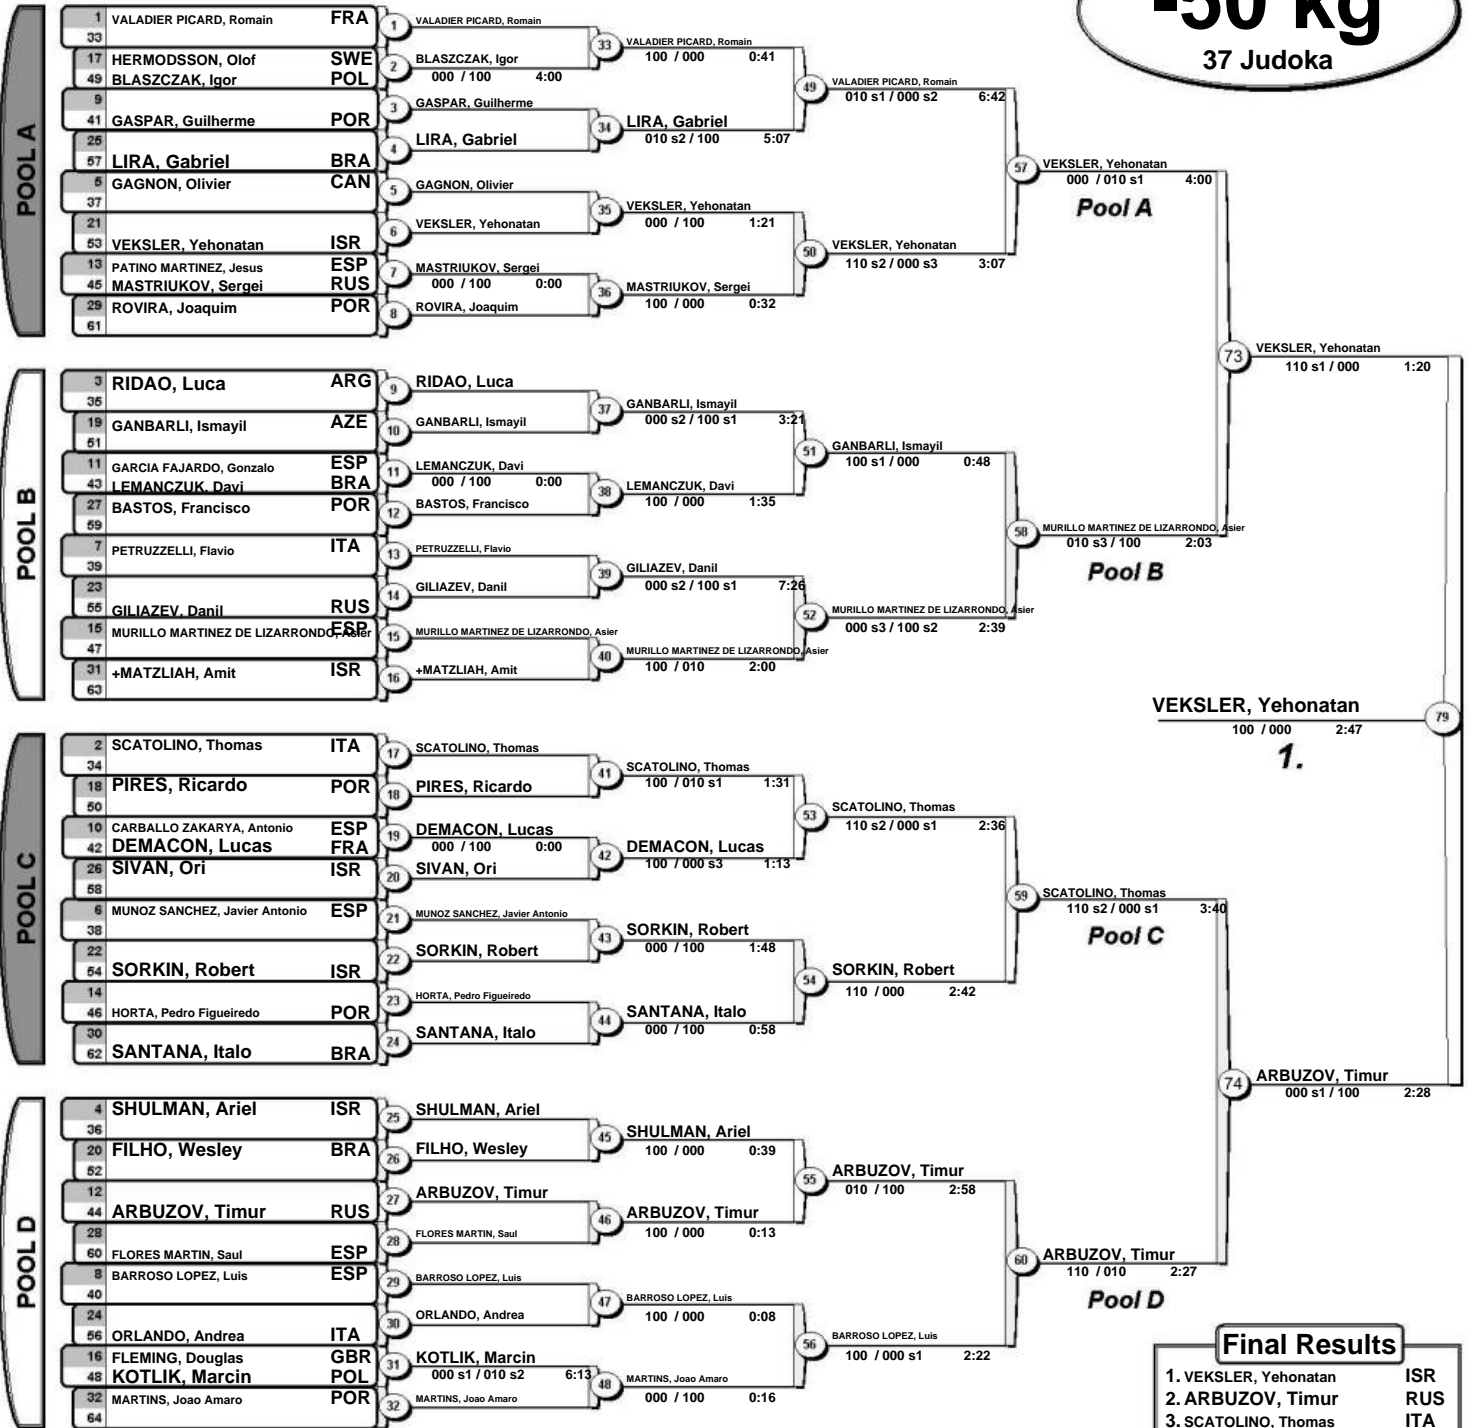 -50 kg
37 Judoka
POOL A
1 VALADIER PICARD, Romain FRA
33
17 HERMODSSON, Olof SWE
49 BLASZCZAK, Igor POL
9
41 GASPAR, Guilherme POR
25
57 LIRA, Gabriel BRA
5 GAGNON, Olivier CAN
37
21
53 VEKSLER, Yehonatan ISR
13 PATINO MARTINEZ, Jesus ESP
45 MASTRIUKOV, Sergei RUS
29 ROVIRA, Joaquim POR
61
1 VALADIER PICARD, Romain
2 BLASZCZAK, Igor
000 / 100 4:00
3 GASPAR, Guilherme
4 LIRA, Gabriel
5 GAGNON, Olivier
6 VEKSLER, Yehonatan
7 MASTRIUKOV, Sergei
000 / 100 0:00
8 ROVIRA, Joaquim
33 VALADIER PICARD, Romain
100 / 000 0:41
34 LIRA, Gabriel
010 s2 / 100 5:07
35 VEKSLER, Yehonatan
000 / 100 1:21
36 MASTRIUKOV, Sergei
100 / 000 0:32
49 VALADIER PICARD, Romain
010 s1 / 000 s2 6:42
50 VEKSLER, Yehonatan
110 s2 / 000 s3 3:07
57 VEKSLER, Yehonatan
000 / 010 s1 4:00
Pool A
POOL B
3 RIDAO, Luca ARG
35
19 GANBARLI, Ismayil AZE
51
11 GARCIA FAJARDO, Gonzalo ESP
43 LEMANCZUK, Davi BRA
27 BASTOS, Francisco POR
59
7 PETRUZZELLI, Flavio ITA
39
23
55 GILIAZEV, Danil RUS
15 MURILLO MARTINEZ DE LIZARRONDO, Asier ESP
47
31 +MATZLIAH, Amit ISR
63
9 RIDAO, Luca
10 GANBARLI, Ismayil
11 LEMANCZUK, Davi
000 / 100 0:00
12 BASTOS, Francisco
13 PETRUZZELLI, Flavio
14 GILIAZEV, Danil
15 MURILLO MARTINEZ DE LIZARRONDO, Asier
16 +MATZLIAH, Amit
37 GANBARLI, Ismayil
000 s2 / 100 s1 3:21
38 LEMANCZUK, Davi
100 / 000 1:35
39 GILIAZEV, Danil
000 s2 / 100 s1 7:26
40 MURILLO MARTINEZ DE LIZARRONDO, Asier
100 / 010 2:00
51 GANBARLI, Ismayil
100 s1 / 000 0:48
52 MURILLO MARTINEZ DE LIZARRONDO, Asier
000 s3 / 100 s2 2:39
58 MURILLO MARTINEZ DE LIZARRONDO, Asier
010 s3 / 100 2:03
Pool B
73 VEKSLER, Yehonatan
110 s1 / 000 1:20
VEKSLER, Yehonatan 79
100 / 000 2:47
1.
POOL C
2 SCATOLINO, Thomas ITA
34
18 PIRES, Ricardo POR
50
10 CARBALLO ZAKARYA, Antonio ESP
42 DEMACON, Lucas FRA
26 SIVAN, Ori ISR
58
6 MUNOZ SANCHEZ, Javier Antonio ESP
38
22
54 SORKIN, Robert ISR
14
46 HORTA, Pedro Figueiredo POR
30
62 SANTANA, Italo BRA
17 SCATOLINO, Thomas
18 PIRES, Ricardo
19 DEMACON, Lucas
000 / 100 0:00
20 SIVAN, Ori
21 MUNOZ SANCHEZ, Javier Antonio
22 SORKIN, Robert
23 HORTA, Pedro Figueiredo
24 SANTANA, Italo
41 SCATOLINO, Thomas
100 / 010 s1 1:31
42 DEMACON, Lucas
100 / 000 s3 1:13
43 SORKIN, Robert
000 / 100 1:48
44 SANTANA, Italo
000 / 100 0:58
53 SCATOLINO, Thomas
110 s2 / 000 s1 2:36
54 SORKIN, Robert
110 / 000 2:42
59 SCATOLINO, Thomas
110 s2 / 000 s1 3:40
Pool C
POOL D
4 SHULMAN, Ariel ISR
36
20 FILHO, Wesley BRA
52
12
44 ARBUZOV, Timur RUS
28
60 FLORES MARTIN, Saul ESP
8 BARROSO LOPEZ, Luis ESP
40
24
56 ORLANDO, Andrea ITA
16 FLEMING, Douglas GBR
48 KOTLIK, Marcin POL
32 MARTINS, Joao Amaro POR
64
25 SHULMAN, Ariel
26 FILHO, Wesley
27 ARBUZOV, Timur
28 FLORES MARTIN, Saul
29 BARROSO LOPEZ, Luis
30 ORLANDO, Andrea
31 KOTLIK, Marcin
000 s1 / 010 s2 6:13
32 MARTINS, Joao Amaro
45 SHULMAN, Ariel
100 / 000 0:39
46 ARBUZOV, Timur
100 / 000 0:13
47 BARROSO LOPEZ, Luis
100 / 000 0:08
48 MARTINS, Joao Amaro
000 / 100 0:16
55 ARBUZOV, Timur
010 / 100 2:58
56 BARROSO LOPEZ, Luis
100 / 000 s1 2:22
60 ARBUZOV, Timur
110 / 010 2:27
Pool D
74 ARBUZOV, Timur
000 s1 / 100 2:28
Final Results
1. VEKSLER, Yehonatan ISR
2. ARBUZOV, Timur RUS
3. SCATOLINO, Thomas ITA